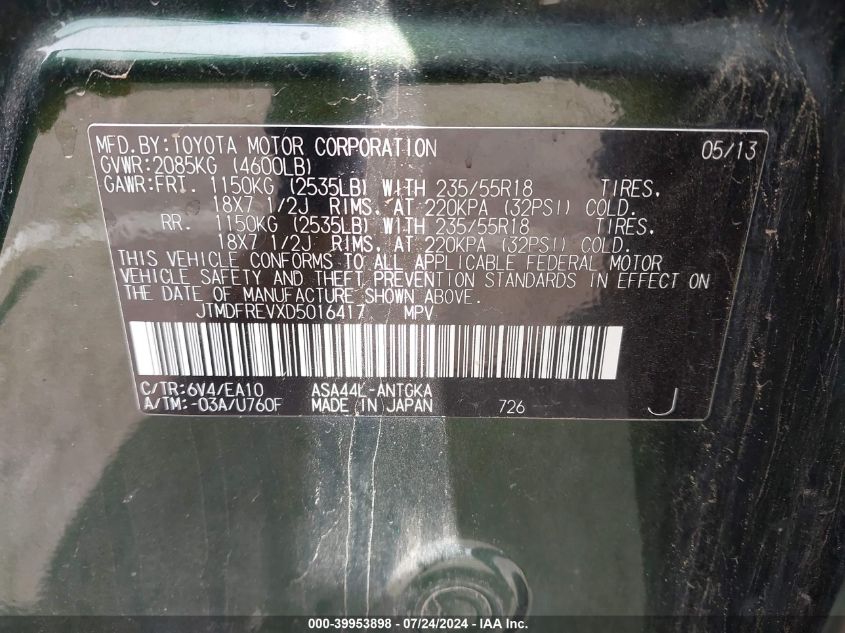 MFD.BY:TOYOTA MOTOR CORPORATION 05/13
GVWR:2085KG (4600LB)
GAWR:FRT. 1150KG (2535LB) WITH 235/55R18 TIRES,
18X7 1/2J RIMS, AT 220KPA (32PSI) COLD.
RR. 1150KG (2535LB) WITH 235/55R18 TIRES,
18X7 1/2J RIMS, AT 220KPA (32PSI) COLD.
THIS VEHICLE CONFORMS TO ALL APPLICABLE FEDERAL MOTOR
VEHICLE SAFETY AND THEFT PREVENTION STANDARDS IN EFFECT ON
THE DATE OF MANUFACTURE SHOWN ABOVE.
JTMDFREVXD5016417 MPV
C/TR:6V4/EA10 ASA44L-ANTGKA
A/TM:-03A/U760F MADE IN JAPAN 726 J
000-39953898 - 07/24/2024 - IAA Inc.